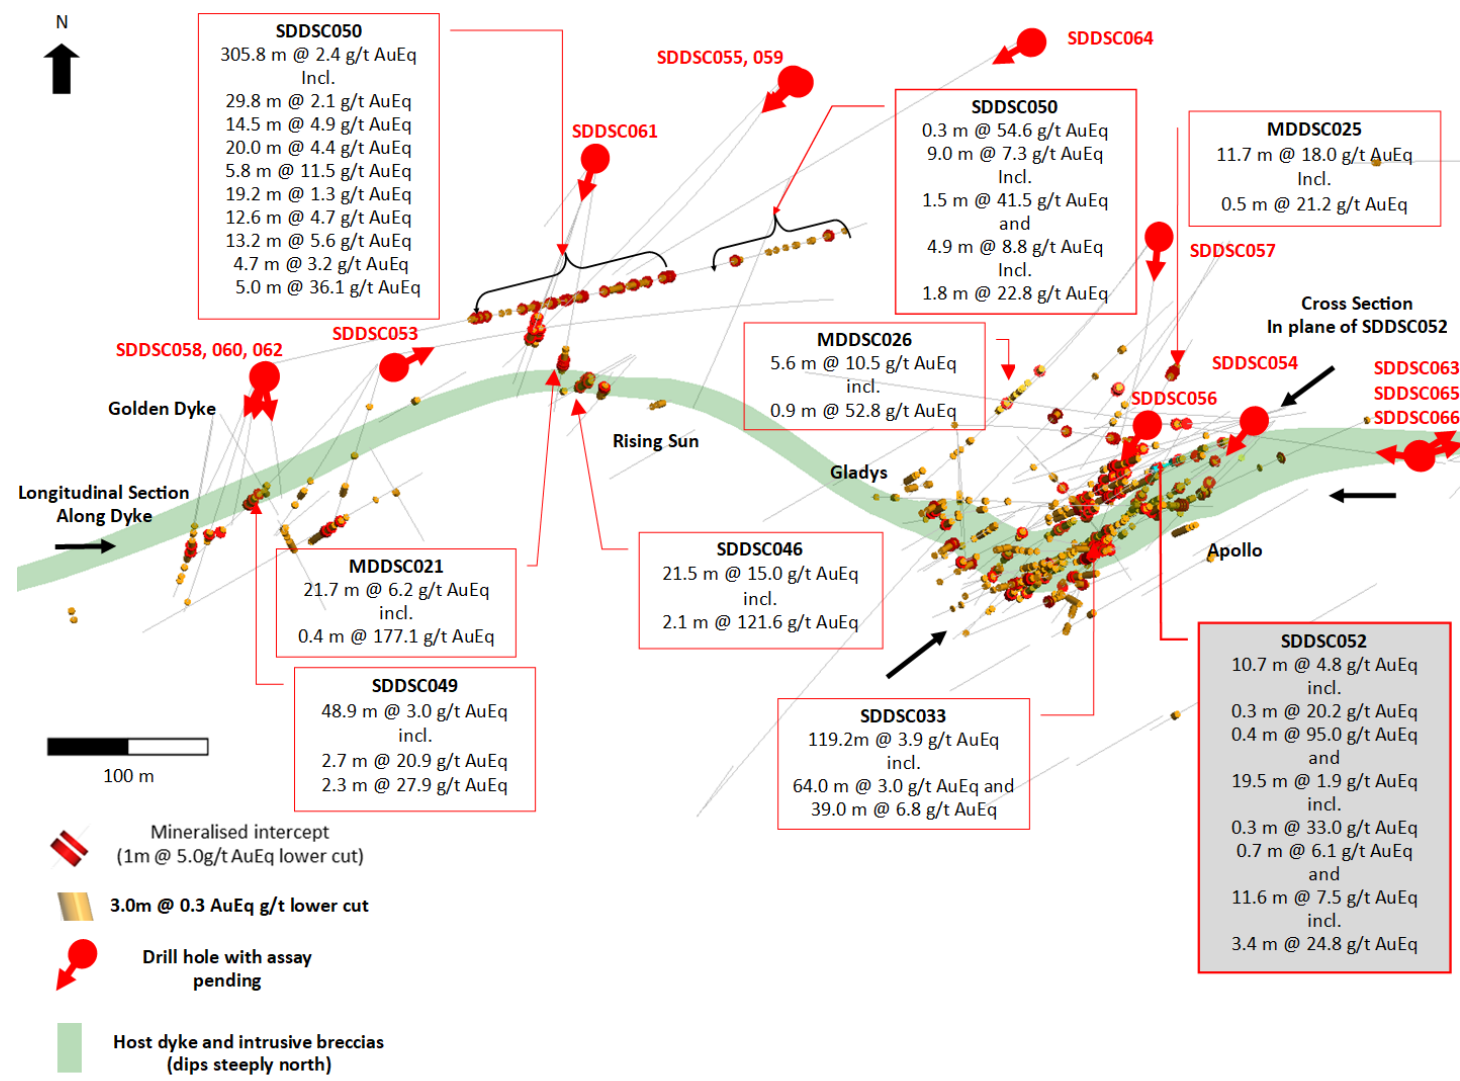 N
SDDSC050
305.8 m @ 2.4 g/t AuEq
Incl.
29.8 m @ 2.1 g/t AuEq
14.5 m @ 4.9 g/t AuEq
20.0 m @ 4.4 g/t AuEq
5.8 m @ 11.5 g/t AuEq
19.2 m @ 1.3 g/t AuEq
12.6 m @ 4.7 g/t AuEq
13.2 m @ 5.6 g/t AuEq
4.7 m @ 3.2 g/t AuEq
5.0 m @ 36.1 g/t AuEq
SDDSC055, 059
SDDSC064
SDDSC061
SDDSC050
0.3 m @ 54.6 g/t AuEq
9.0 m @ 7.3 g/t AuEq
Incl.
1.5 m @ 41.5 g/t AuEq
and
4.9 m @ 8.8 g/t AuEq
Incl.
1.8 m @ 22.8 g/t AuEq
MDDSC025
11.7 m @ 18.0 g/t AuEq
Incl.
0.5 m @ 21.2 g/t AuEq
SDDSC057
Cross Section
In plane of SDDSC052
SDDSC053
SDDSC058, 060, 062
MDDSC026
5.6 m @ 10.5 g/t AuEq
incl.
0.9 m @ 52.8 g/t AuEq
SDDSC054
SDDSC063
SDDSC065
SDDSC066
SDDSC056
Golden Dyke
Rising Sun
Gladys
Longitudinal Section
Along Dyke
Apollo
MDDSC021
21.7 m @ 6.2 g/t AuEq
incl.
0.4 m @ 177.1 g/t AuEq
SDDSC046
21.5 m @ 15.0 g/t AuEq
incl.
2.1 m @ 121.6 g/t AuEq
SDDSC049
48.9 m @ 3.0 g/t AuEq
incl.
2.7 m @ 20.9 g/t AuEq
2.3 m @ 27.9 g/t AuEq
SDDSC033
119.2m @ 3.9 g/t AuEq
incl.
64.0 m @ 3.0 g/t AuEq and
39.0 m @ 6.8 g/t AuEq
SDDSC052
10.7 m @ 4.8 g/t AuEq
incl.
0.3 m @ 20.2 g/t AuEq
0.4 m @ 95.0 g/t AuEq
and
19.5 m @ 1.9 g/t AuEq
incl.
0.3 m @ 33.0 g/t AuEq
0.7 m @ 6.1 g/t AuEq
and
11.6 m @ 7.5 g/t AuEq
incl.
3.4 m @ 24.8 g/t AuEq
100 m
Mineralised intercept
(1m @ 5.0g/t AuEq lower cut)
3.0m @ 0.3 AuEq g/t lower cut
Drill hole with assay
pending
Host dyke and intrusive breccias
(dips steeply north)